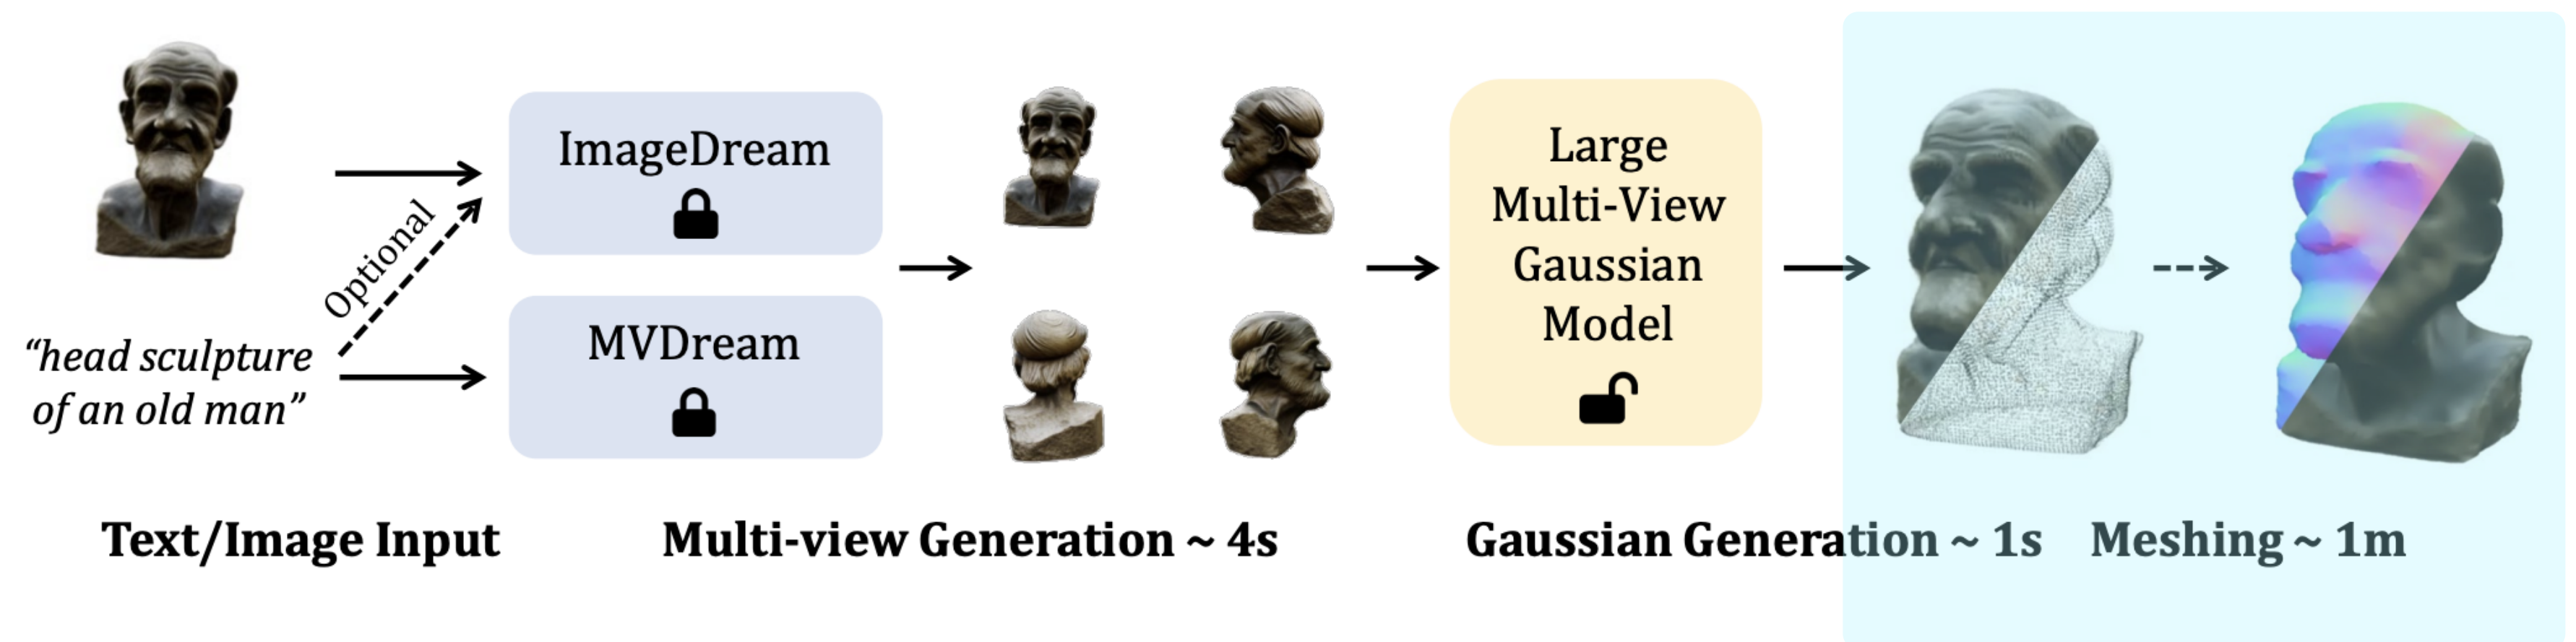 Optional
“head sculpture
of an old man”
ImageDream
MVDream
Large
Multi-View
Gaussian
Model
Text/Image Input
Multi-view Generation ~ 4s
Gaussian Generation ~ 1s
Meshing ~ 1m